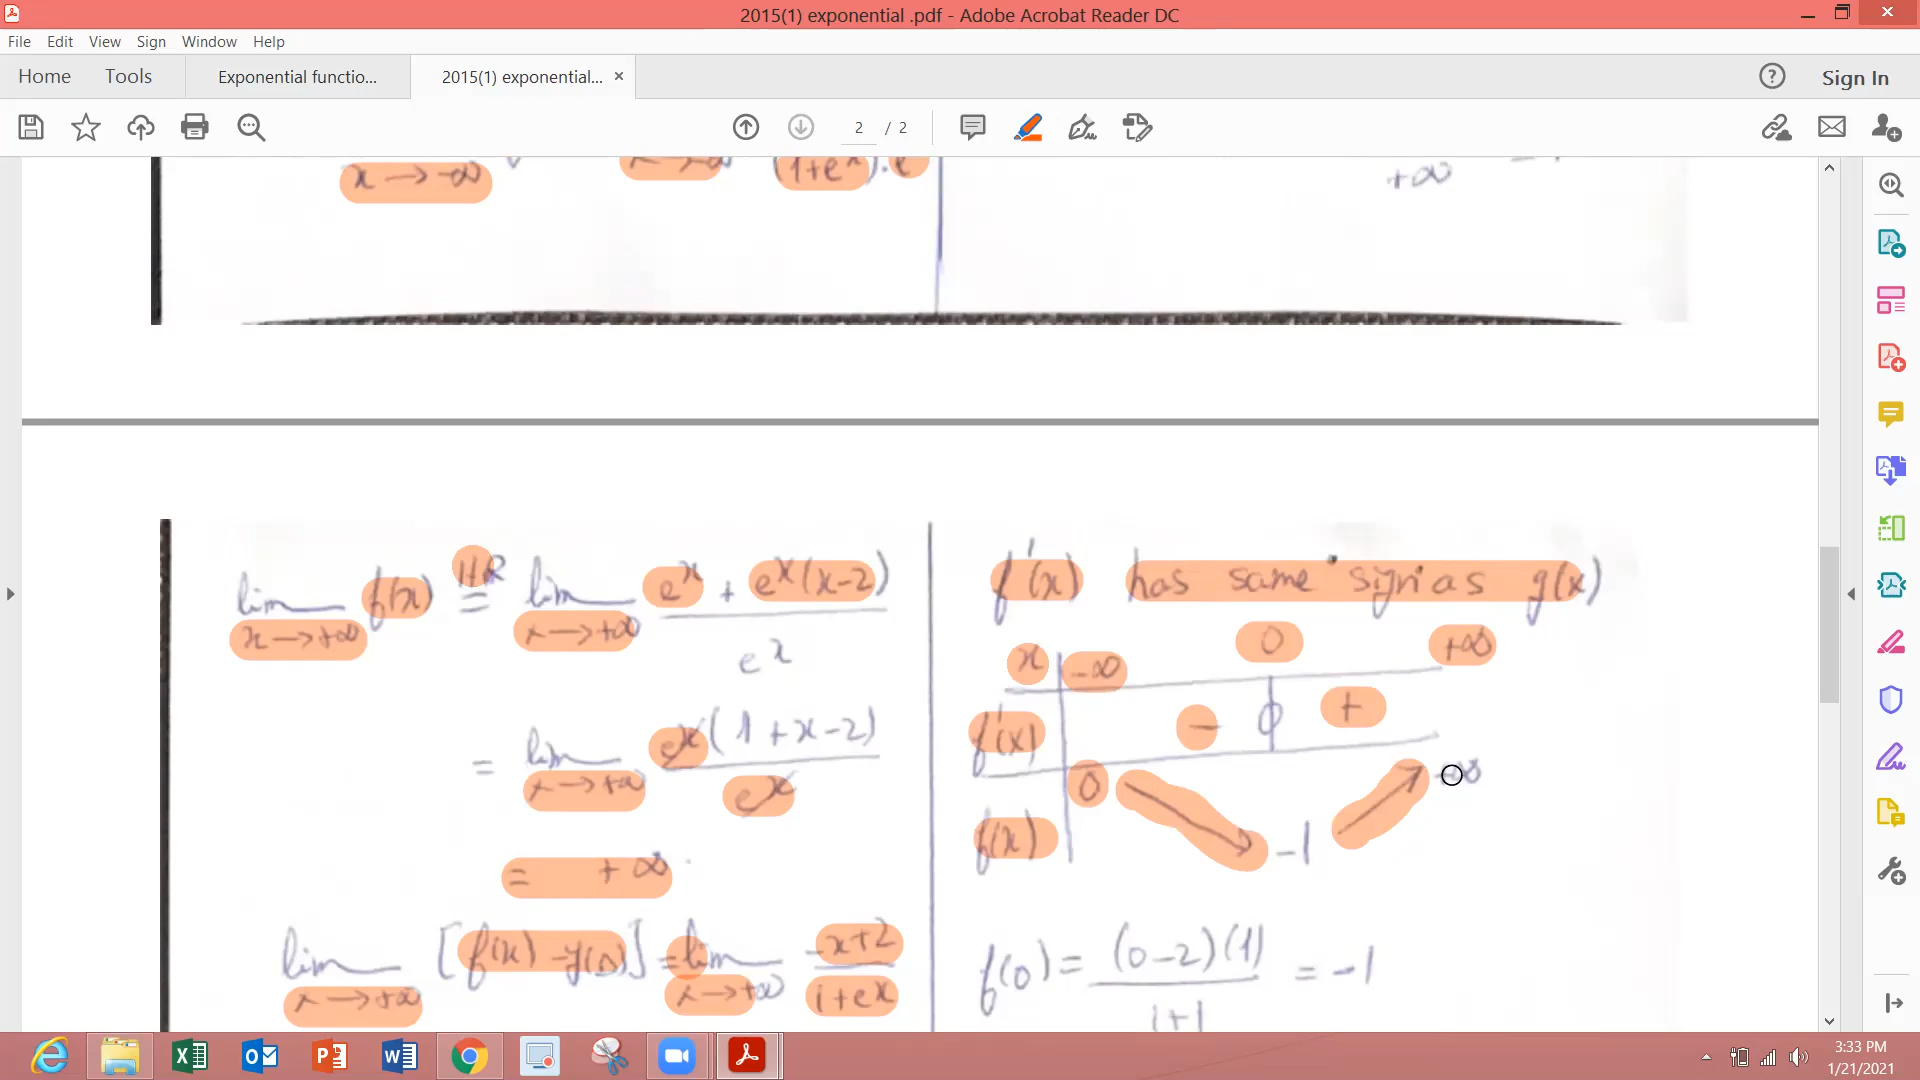 2015(1) exponential .pdf - Adobe Acrobat Reader DC
File Edit View Sign Window Help
Home Tools Exponential functio... 2015(1) exponential... × Sign In
2 / 2
x → -∞ (1+e^x).e +∞
lim f(x) HR = lim e^x + e^x(x-2)
x → +∞ x → +∞ e^x
= lim e^x(1+x-2)
x → +∞ e^x
= +∞
lim [f(x) - y(D)] = lim -x+2
x → +∞ x → +∞ 1+e^x
f'(x) has same sign as g(x)
x -∞ 0 +∞
f'(x) - 0 +
f(x) 0 -1 +∞
f(0) = (0-2)(1) = -1
1+1
3:33 PM
1/21/2021